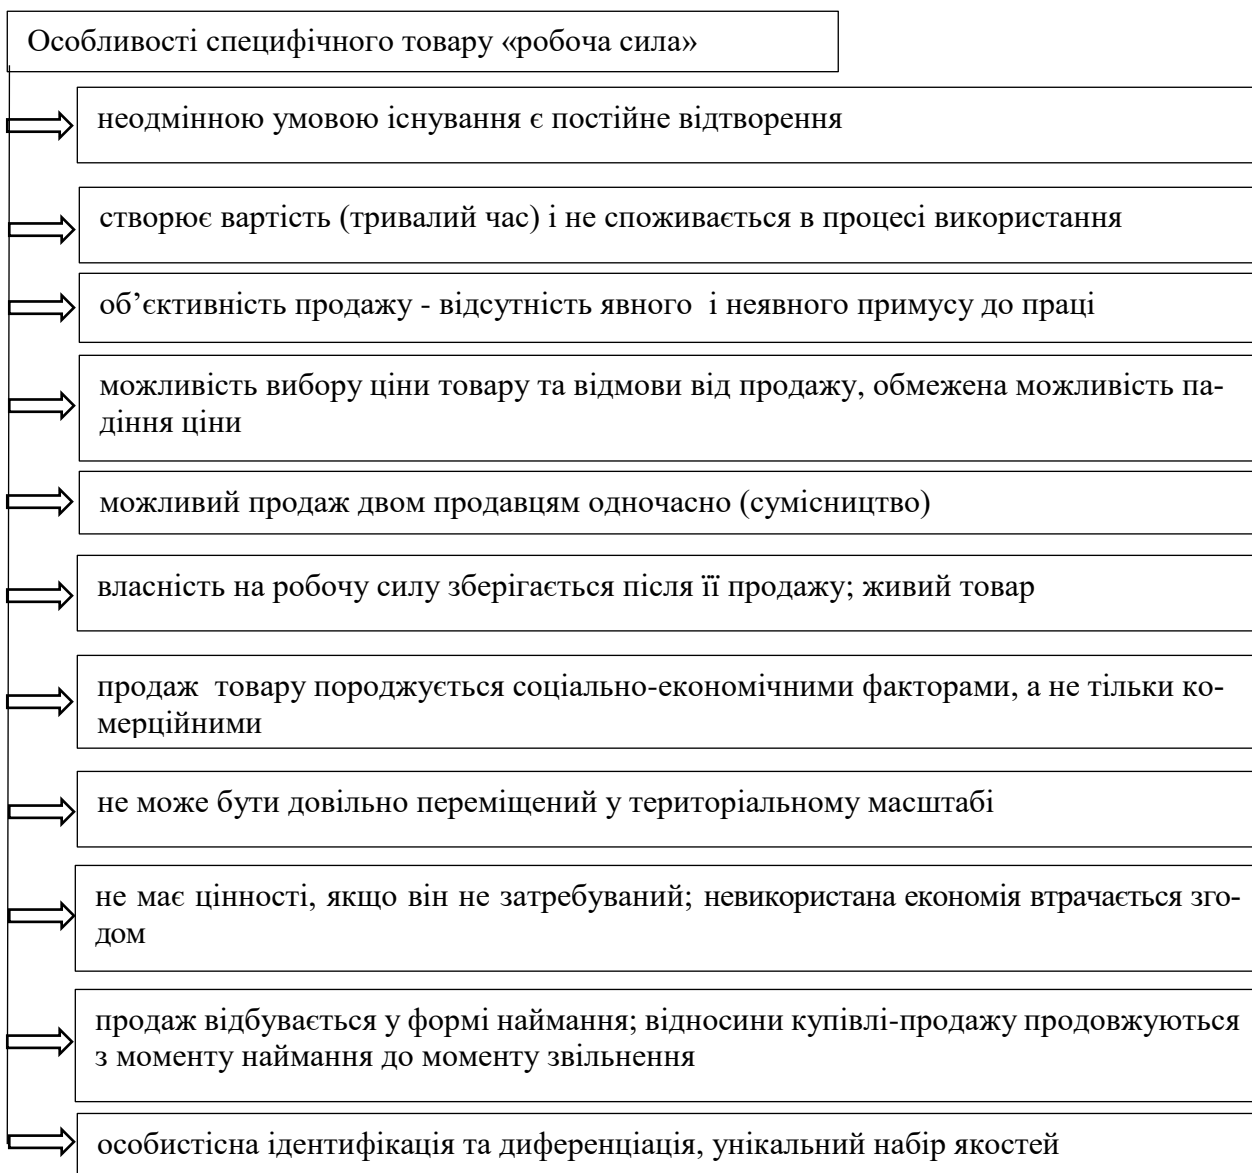 Особливості специфічного товару «робоча сила»
неодмінною умовою існування є постійне відтворення
створює вартість (тривалий час) і не споживається в процесі використання
об’єктивність продажу - відсутність явного і неявного примусу до праці
можливість вибору ціни товару та відмови від продажу, обмежена можливість па-
діння ціни
можливий продаж двом продавцям одночасно (сумісництво)
власність на робочу силу зберігається після її продажу; живий товар
продаж товару породжується соціально-економічними факторами, а не тільки ко-
мерційними
не може бути довільно переміщений у територіальному масштабі
не має цінності, якщо він не затребуваний; невикористана економія втрачається зго-
дом
продаж відбувається у формі наймання; відносини купівлі-продажу продовжуються
з моменту наймання до моменту звільнення
особистісна ідентифікація та диференціація, унікальний набір якостей